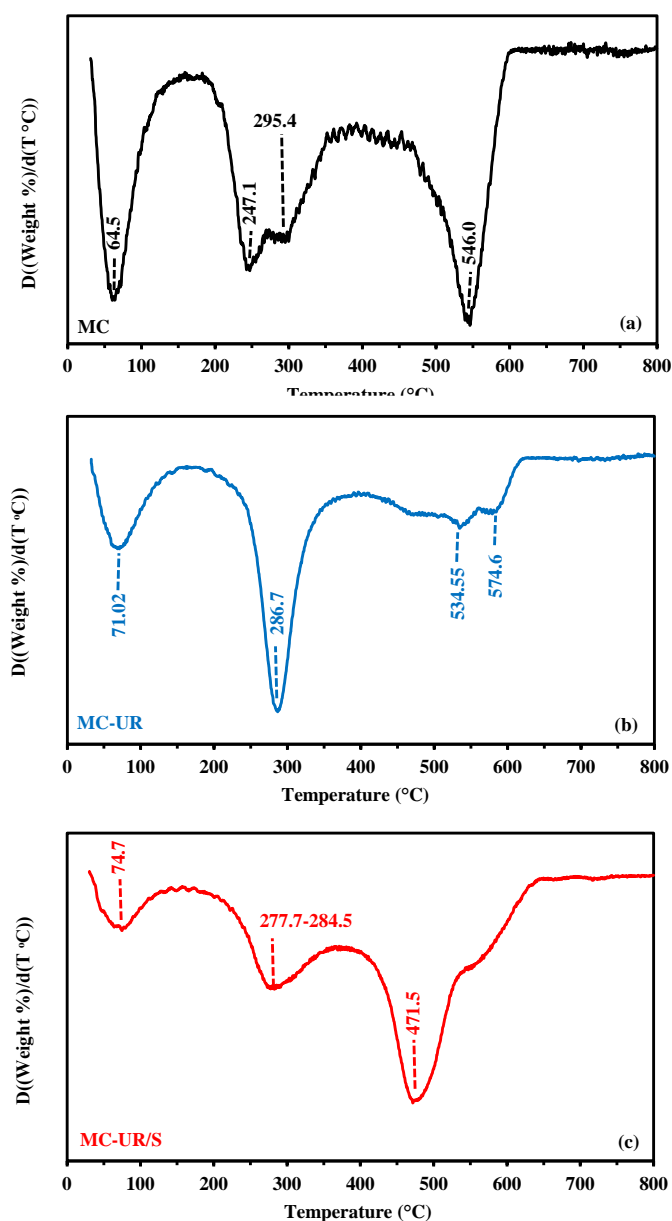 D((Weight %)/d(T °C))
64.5
247.1
295.4
546.0
MC
(a)
0 100 200 300 400 500 600 700 800
Temperature (°C)
D((Weight %)/d(T °C))
71.02
286.7
534.55
574.6
MC-UR
(b)
0 100 200 300 400 500 600 700 800
Temperature (°C)
D((Weight %)/d(T °C))
74.7
277.7-284.5
471.5
MC-UR/S
(c)
0 100 200 300 400 500 600 700 800
Temperature (°C)